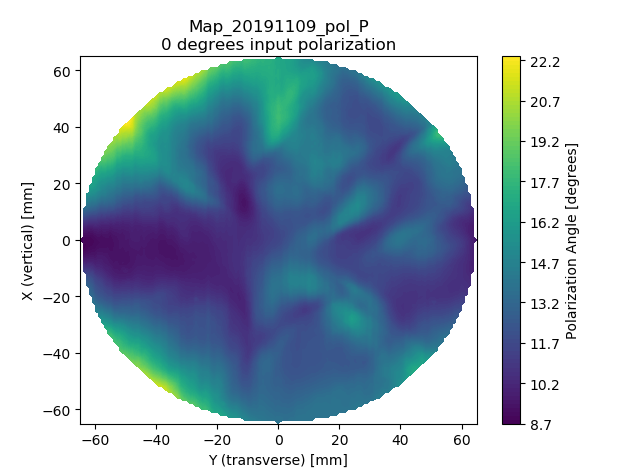 Map_20191109_pol_P
0 degrees input polarization
60
40
20
0
−20
−40
−60
X (vertical) [mm]
−60 −40 −20 0 20 40 60
Y (transverse) [mm]
22.2
20.7
19.2
17.7
16.2
14.7
13.2
11.7
10.2
8.7
Polarization Angle [degrees]